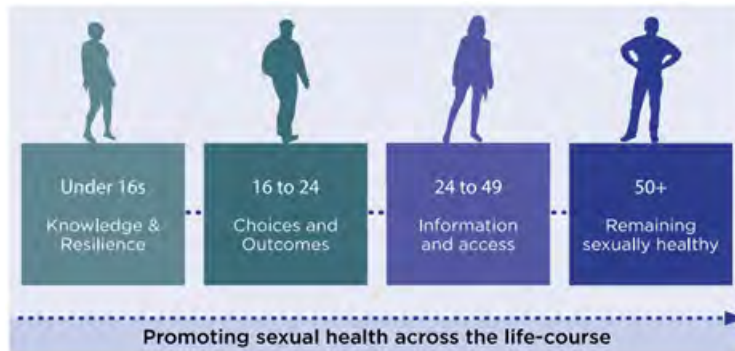 Under 16s
Knowledge &
Resilience
16 to 24
Choices and
Outcomes
24 to 49
Information
and access
50+
Remaining
sexually healthy
Promoting sexual health across the life-course